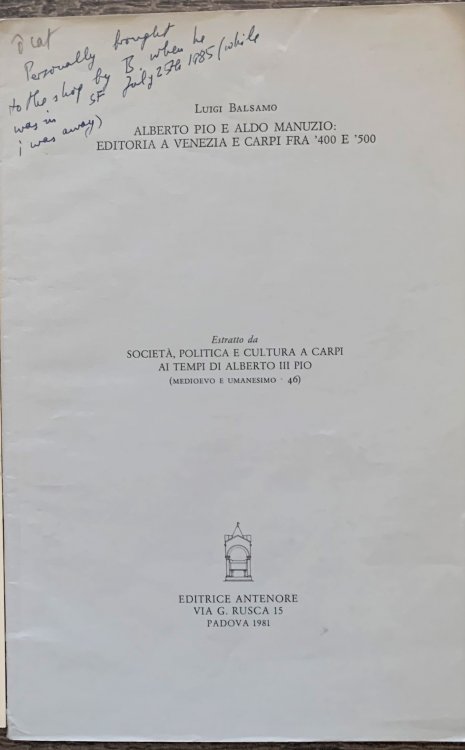 Personally brought
to the shop by B. when he
was in SF July 25th 1985 (while
i was away)
LUIGI BALSAMO
ALBERTO PIO E ALDO MANUZIO:
EDITORIA A VENEZIA E CARPI FRA '400 E '500
Estratto da
SOCIETÀ, POLITICA E CULTURA A CARPI
AI TEMPI DI ALBERTO III PIO
(MEDIOEVO E UMANESIMO · 46)
EDITRICE ANTENORE
VIA G. RUSCA 15
PADOVA 1981